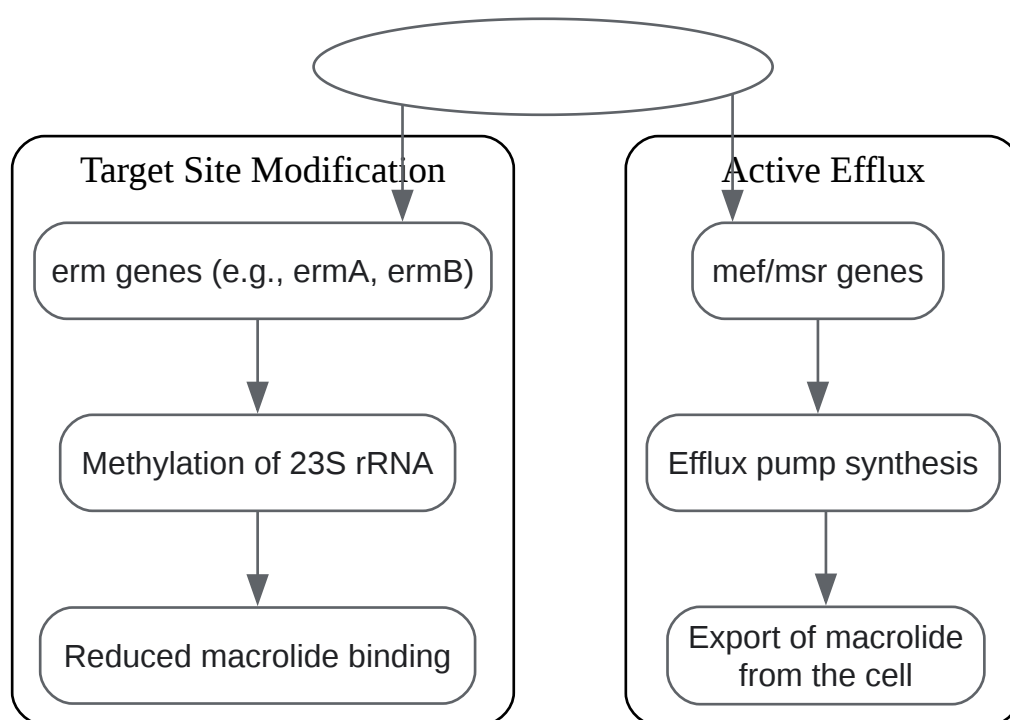 Target Site Modification
erm genes (e.g., ermA, ermB)
Methylation of 23S rRNA
Reduced macrolide binding
Active Efflux
mef/msr genes
Efflux pump synthesis
Export of macrolide
from the cell